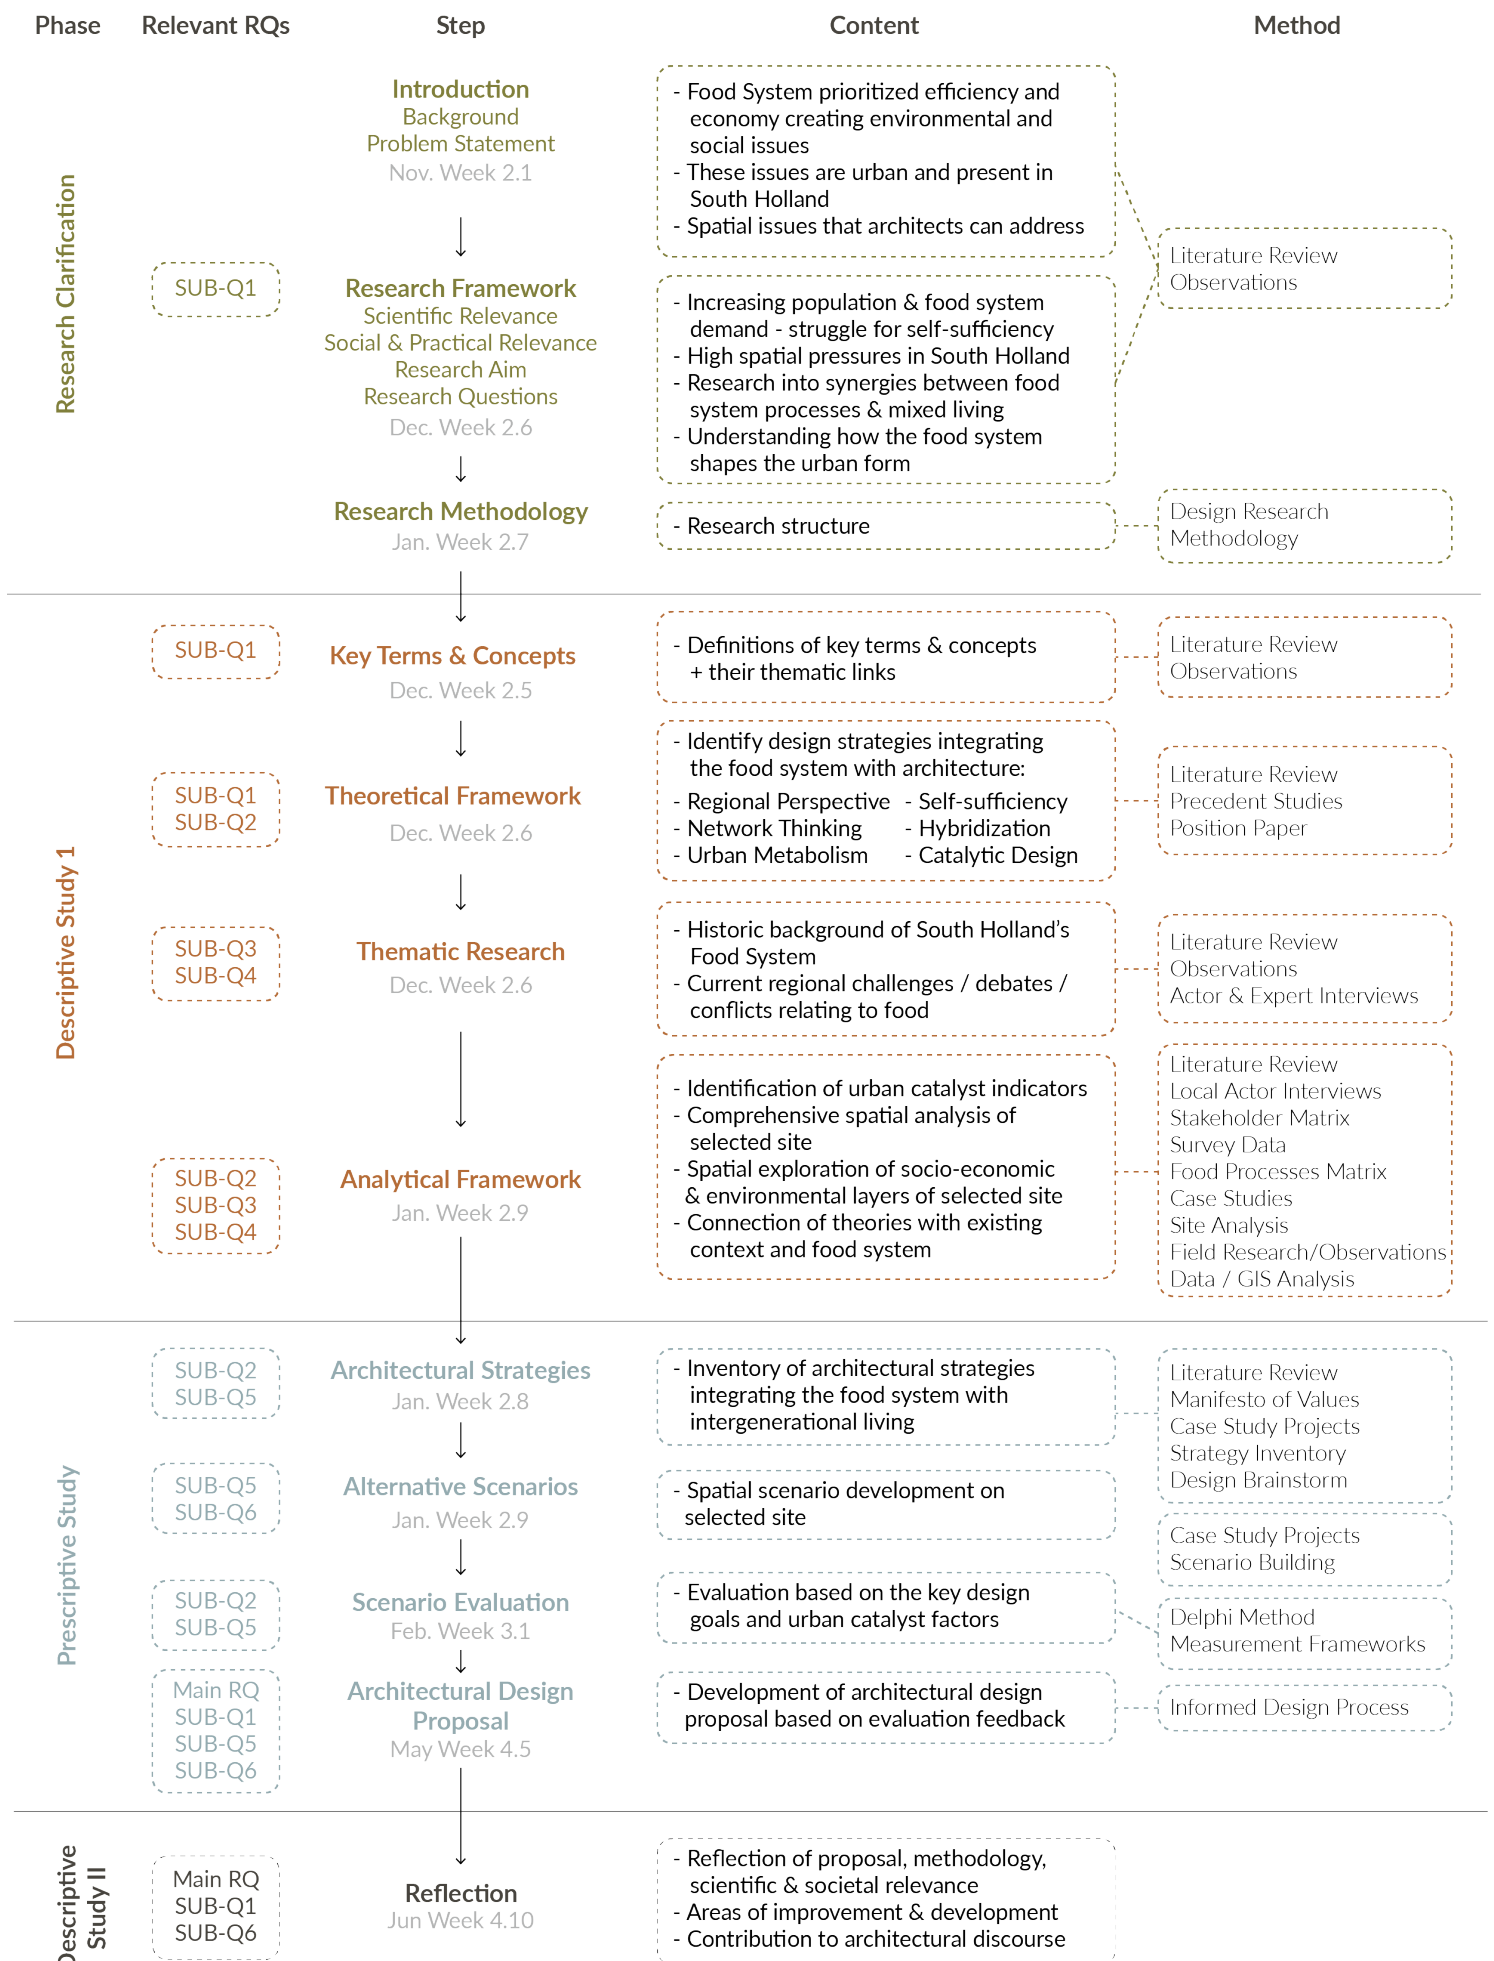 Phase
Relevant RQs
Step
Content
Method
Research Clarification
Introduction
Background
Problem Statement
Nov. Week 2.1
- Food System prioritized efficiency and
economy creating environmental and
social issues
- These issues are urban and present in
South Holland
- Spatial issues that architects can address
Literature Review
Observations
SUB-Q1
Research Framework
Scientific Relevance
Social & Practical Relevance
Research Aim
Research Questions
Dec. Week 2.6
- Increasing population & food system
demand - struggle for self-sufficiency
- High spatial pressures in South Holland
- Research into synergies between food
system processes & mixed living
- Understanding how the food system
shapes the urban form
Research Methodology
Jan. Week 2.7
- Research structure
Design Research
Methodology
Descriptive Study 1
SUB-Q1
Key Terms & Concepts
Dec. Week 2.5
- Definitions of key terms & concepts
+ their thematic links
Literature Review
Observations
SUB-Q1
SUB-Q2
Theoretical Framework
Dec. Week 2.6
- Identify design strategies integrating
the food system with architecture:
- Regional Perspective - Self-sufficiency
- Network Thinking - Hybridization
- Urban Metabolism - Catalytic Design
Literature Review
Precedent Studies
Position Paper
SUB-Q3
SUB-Q4
Thematic Research
Dec. Week 2.6
- Historic background of South Holland's
Food System
- Current regional challenges / debates /
conflicts relating to food
Literature Review
Observations
Actor & Expert Interviews
SUB-Q2
SUB-Q3
SUB-Q4
Analytical Framework
Jan. Week 2.9
- Identification of urban catalyst indicators
- Comprehensive spatial analysis of
selected site
- Spatial exploration of socio-economic
& environmental layers of selected site
- Connection of theories with existing
context and food system
Literature Review
Local Actor Interviews
Stakeholder Matrix
Survey Data
Food Processes Matrix
Case Studies
Site Analysis
Field Research/Observations
Data / GIS Analysis
Prescriptive Study
SUB-Q2
SUB-Q5
Architectural Strategies
Jan. Week 2.8
- Inventory of architectural strategies
integrating the food system with
intergenerational living
Literature Review
Manifesto of Values
Case Study Projects
Strategy Inventory
Design Brainstorm
SUB-Q5
SUB-Q6
Alternative Scenarios
Jan. Week 2.9
- Spatial scenario development on
selected site
Case Study Projects
Scenario Building
SUB-Q2
SUB-Q5
Scenario Evaluation
Feb. Week 3.1
- Evaluation based on the key design
goals and urban catalyst factors
Delphi Method
Measurement Frameworks
Main RQ
SUB-Q1
SUB-Q5
SUB-Q6
Architectural Design
Proposal
May Week 4.5
- Development of architectural design
proposal based on evaluation feedback
Informed Design Process
Descriptive
Study II
Main RQ
SUB-Q1
SUB-Q6
Reflection
Jun Week 4.10
- Reflection of proposal, methodology,
scientific & societal relevance
- Areas of improvement & development
- Contribution to architectural discourse